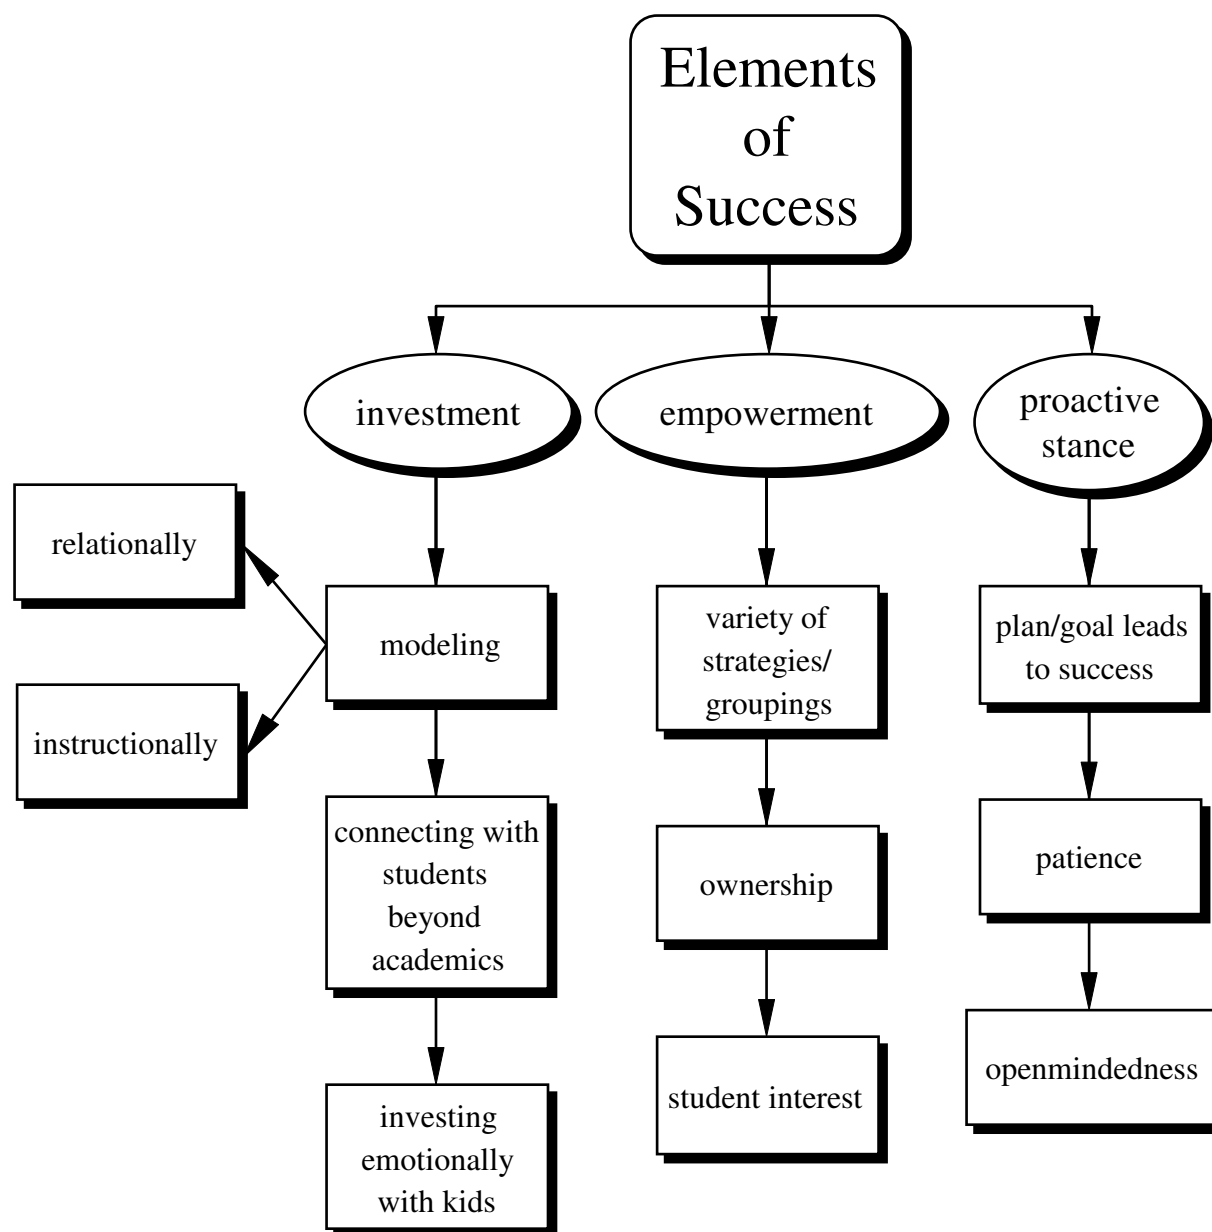 Elements
of
Success
investment
empowerment
proactive
stance
relationally
instructionally
modeling
connecting with
students
beyond
academics
investing
emotionally
with kids
variety of
strategies/
groupings
ownership
student interest
plan/goal leads
to success
patience
openmindedness